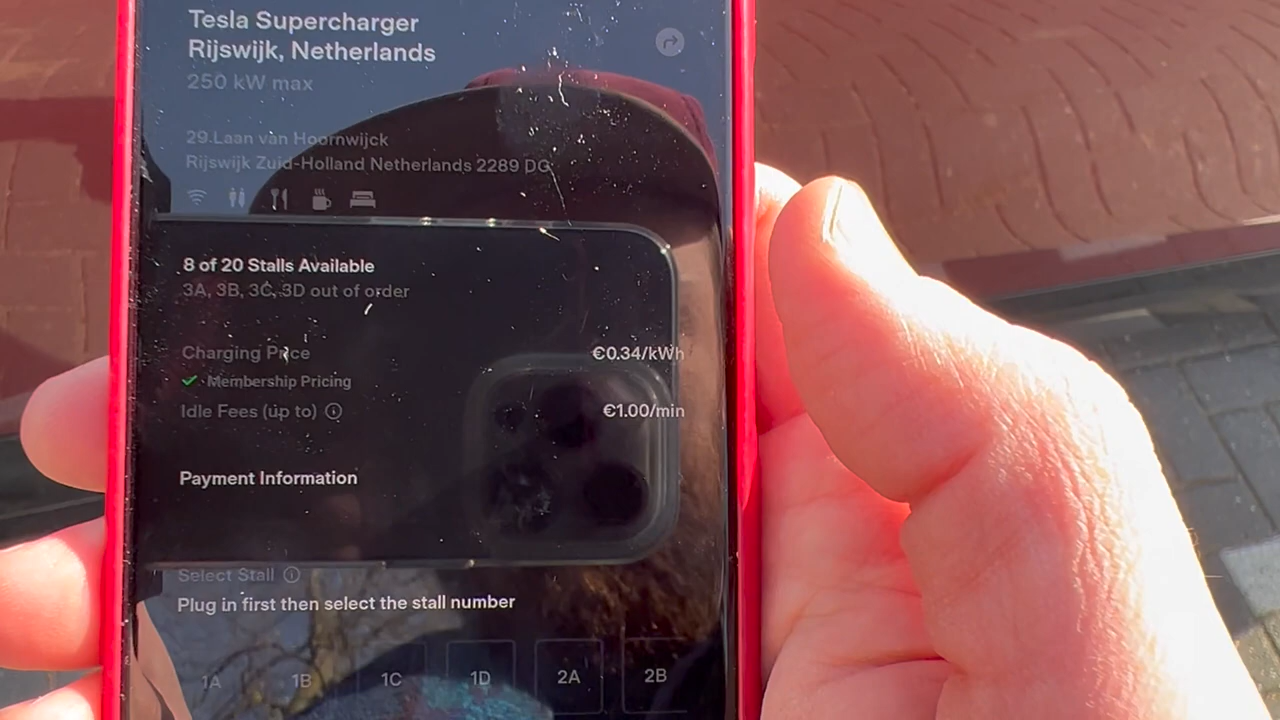 Tesla Supercharger
Rijswijk, Netherlands
250 kW max
29.Laan van Hoornwijck
Rijswijk Zuid-Holland Netherlands 2289 DG
8 of 20 Stalls Available
3A, 3B, 3C, 3D out of order
Charging Price €0.34/kWh
Membership Pricing
Idle Fees (up to) €1.00/min
Payment Information
Select Stall
Plug in first then select the stall number
1A 1B 1C 1D 2A 2B